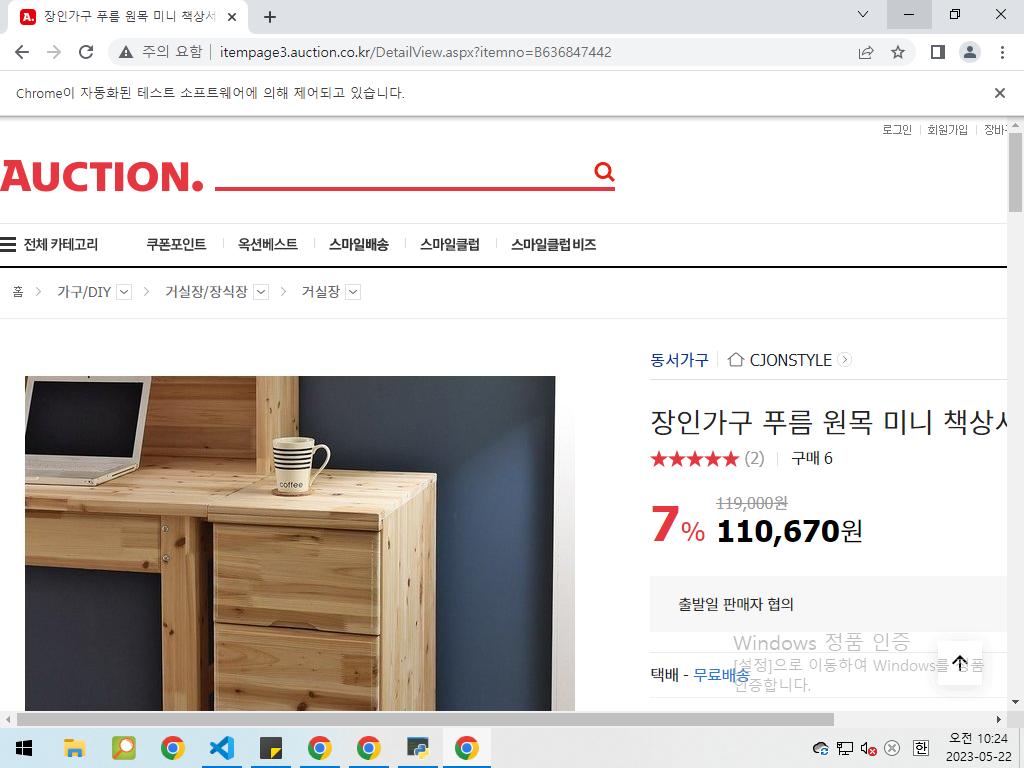 장인가구 푸름 원목 미니 책상서
주의 요함 | itempage3.auction.co.kr/DetailView.aspx?itemno=B636847442
Chrome이 자동화된 테스트 소프트웨어에 의해 제어되고 있습니다.
로그인 회원가입 장바
AUCTION.
전체 카테고리 쿠폰포인트 옥션베스트 스마일배송 스마일클럽 스마일클럽 비즈
홈 가구/DIY 거실장/장식장 거실장
동서가구 CJONSTYLE
coffee
장인가구 푸름 원목 미니 책상서
(2) 구매 6
119,000원
7% 110,670원
출발일 판매자 협의
Windows 정품 인증
[설정]으로 이동하여 Windows를 정품
인증합니다.
택배 - 무료배송
한
오전 10:24
2023-05-22